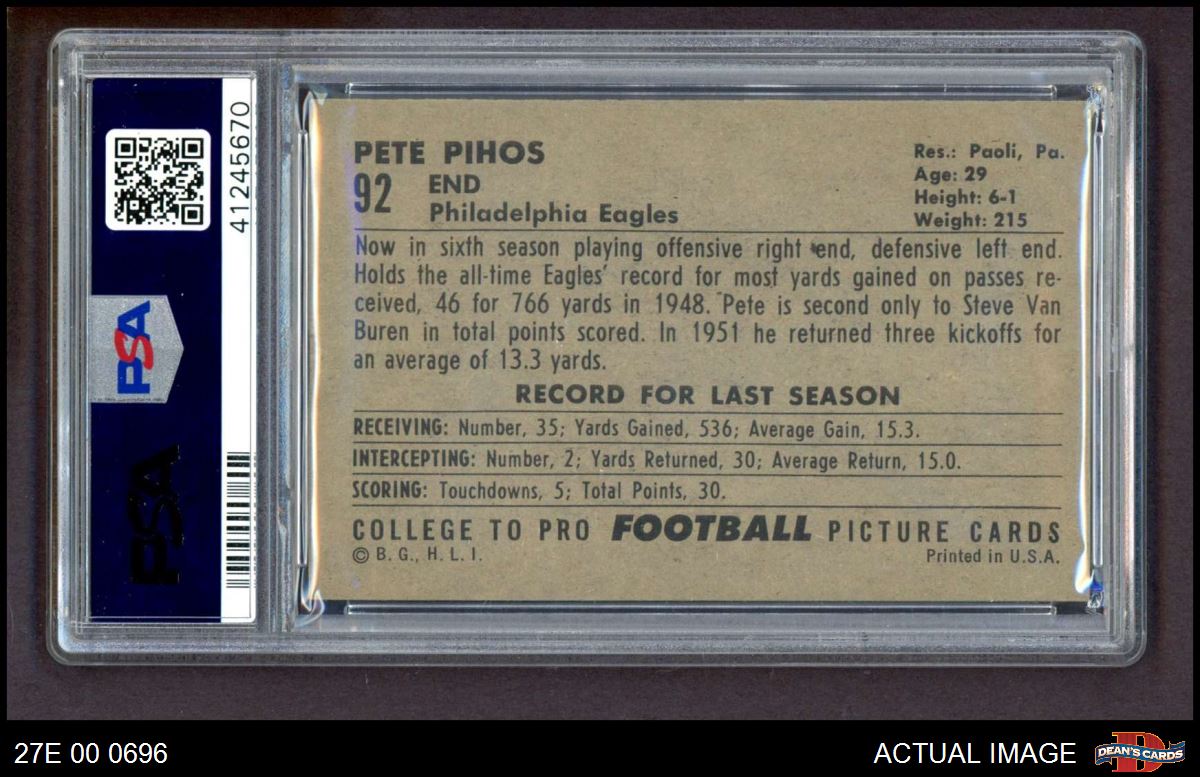 PSA
41245670
PSA
PETE PIHOS
92
END
Philadelphia Eagles
Res.: Paoli, Pa.
Age: 29
Height: 6-1
Weight: 215
Now in sixth season playing offensive right end, defensive left end.
Holds the all-time Eagles' record for most yards gained on passes re-
ceived, 46 for 766 yards in 1948. Pete is second only to Steve Van
Buren in total points scored. In 1951 he returned three kickoffs for
an average of 13.3 yards.
RECORD FOR LAST SEASON
RECEIVING: Number, 35; Yards Gained, 536; Average Gain, 15.3.
INTERCEPTING: Number, 2; Yards Returned, 30; Average Return, 15.0.
SCORING: Touchdowns, 5; Total Points, 30.
COLLEGE TO PRO FOOTBALL PICTURE CARDS
© B. G., H. L. I.
Printed in U.S.A.
27E 00 0696
ACTUAL IMAGE
DEAN'S CARDS